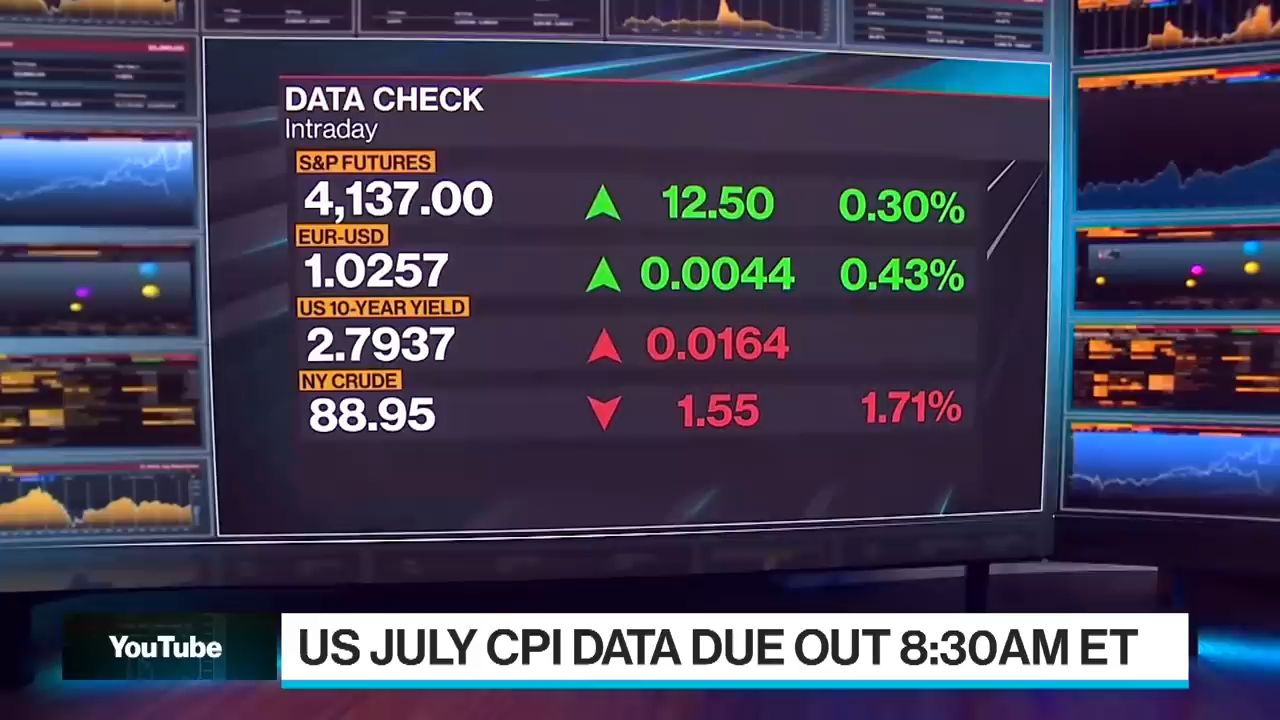 DATA CHECK
Intraday
S&P FUTURES
4,137.00 12.50 0.30%
EUR-USD
1.0257 0.0044 0.43%
US 10-YEAR YIELD
2.7937 0.0164
NY CRUDE
88.95 1.55 1.71%
YouTube US JULY CPI DATA DUE OUT 8:30AM ET